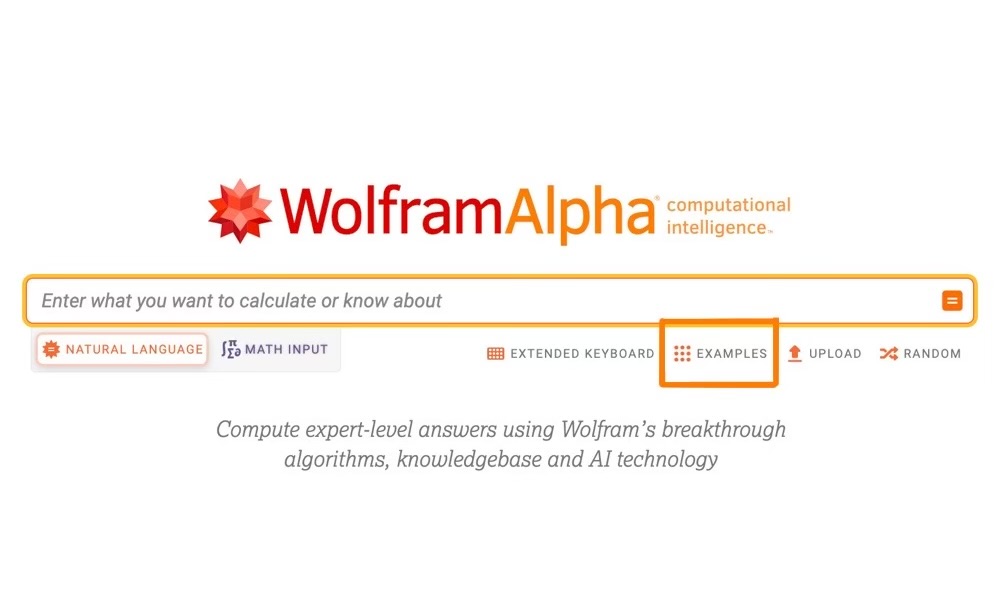 WolframAlpha computational intelligence™
Enter what you want to calculate or know about
NATURAL LANGUAGE MATH INPUT EXTENDED KEYBOARD EXAMPLES UPLOAD RANDOM
Compute expert-level answers using Wolfram's breakthrough
algorithms, knowledgebase and AI technology